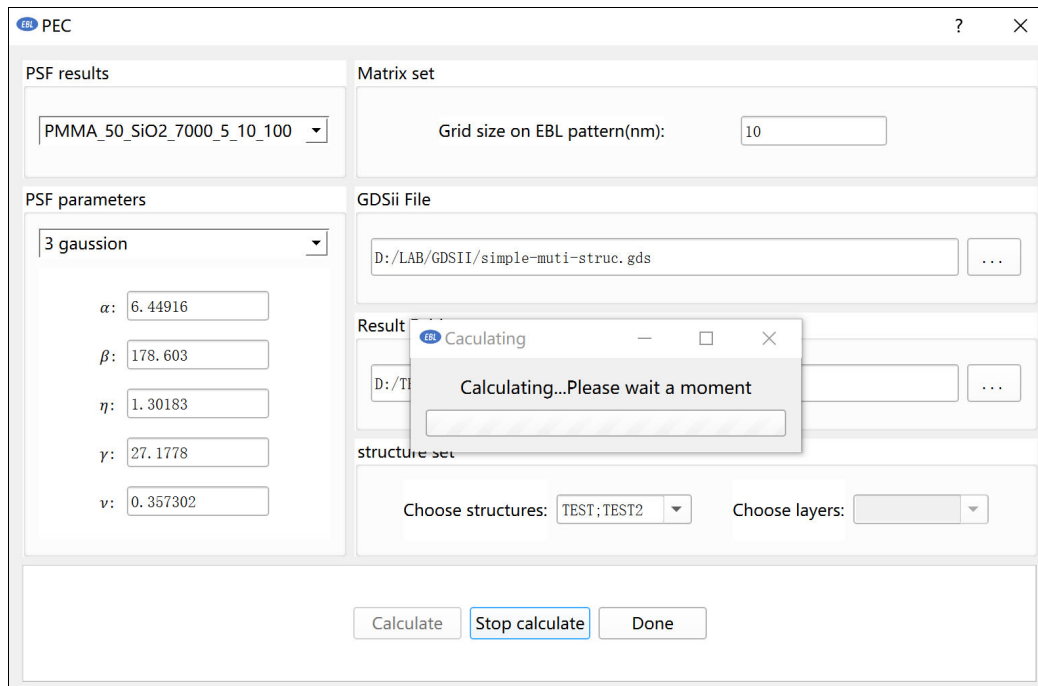 EBL PEC ? 
PSF results
PMMA_50_SiO2_7000_5_10_100
PSF parameters
3 gaussion
α: 6.44916
β: 178.603
η: 1.30183
γ: 27.1778
ν: 0.357302
Matrix set
Grid size on EBL pattern(nm): 10
GDSii File
D:/LAB/GDSII/simple-muti-struc.gds ...
Result
D:/ ...
EBL Caculating
Calculating...Please wait a moment
structure set
Choose structures: TEST;TEST2 Choose layers:
Calculate Stop calculate Done